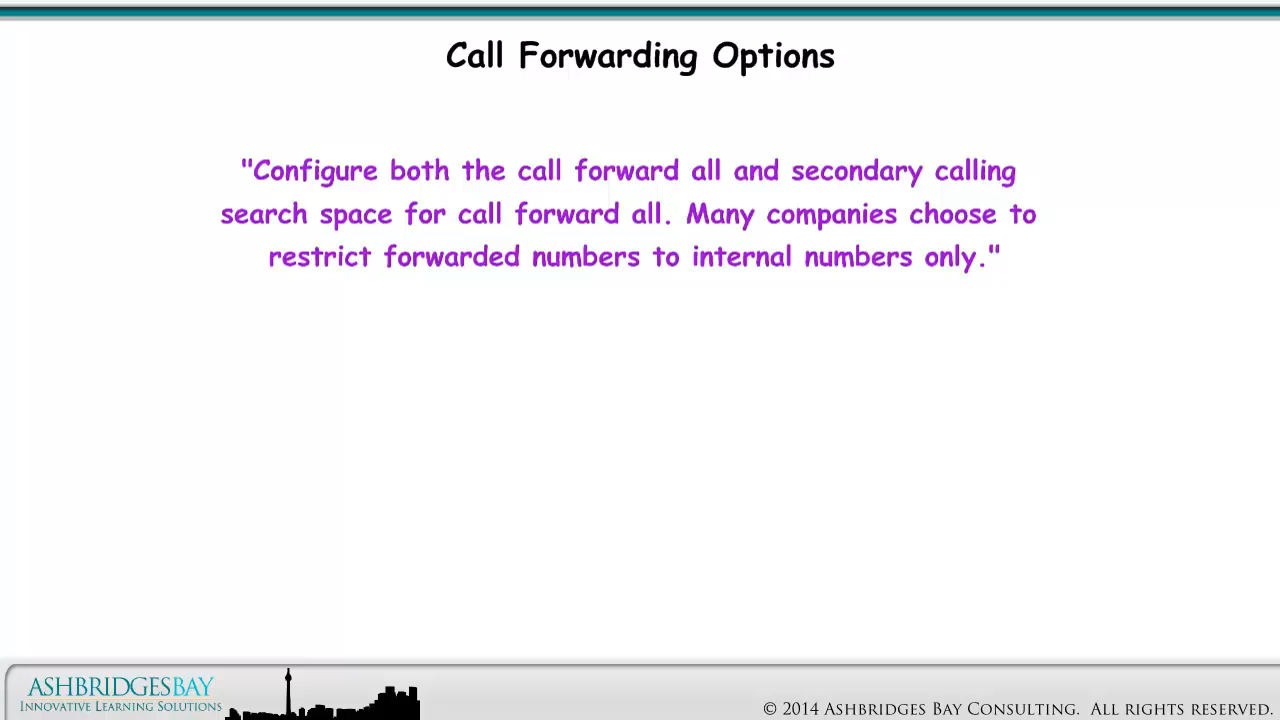 Call Forwarding Options
"Configure both the call forward all and secondary calling
search space for call forward all. Many companies choose to
restrict forwarded numbers to internal numbers only."
ASHBRIDGESBAY
INNOVATIVE LEARNING SOLUTIONS
© 2014 ASHBRIDGES BAY CONSULTING. ALL RIGHTS RESERVED.